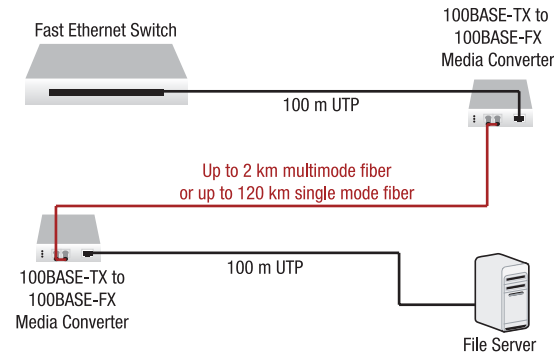 Fast Ethernet Switch
100BASE-TX to
100BASE-FX
Media Converter
100 m UTP
Up to 2 km multimode fiber
or up to 120 km single mode fiber
100 m UTP
100BASE-TX to
100BASE-FX
Media Converter
File Server